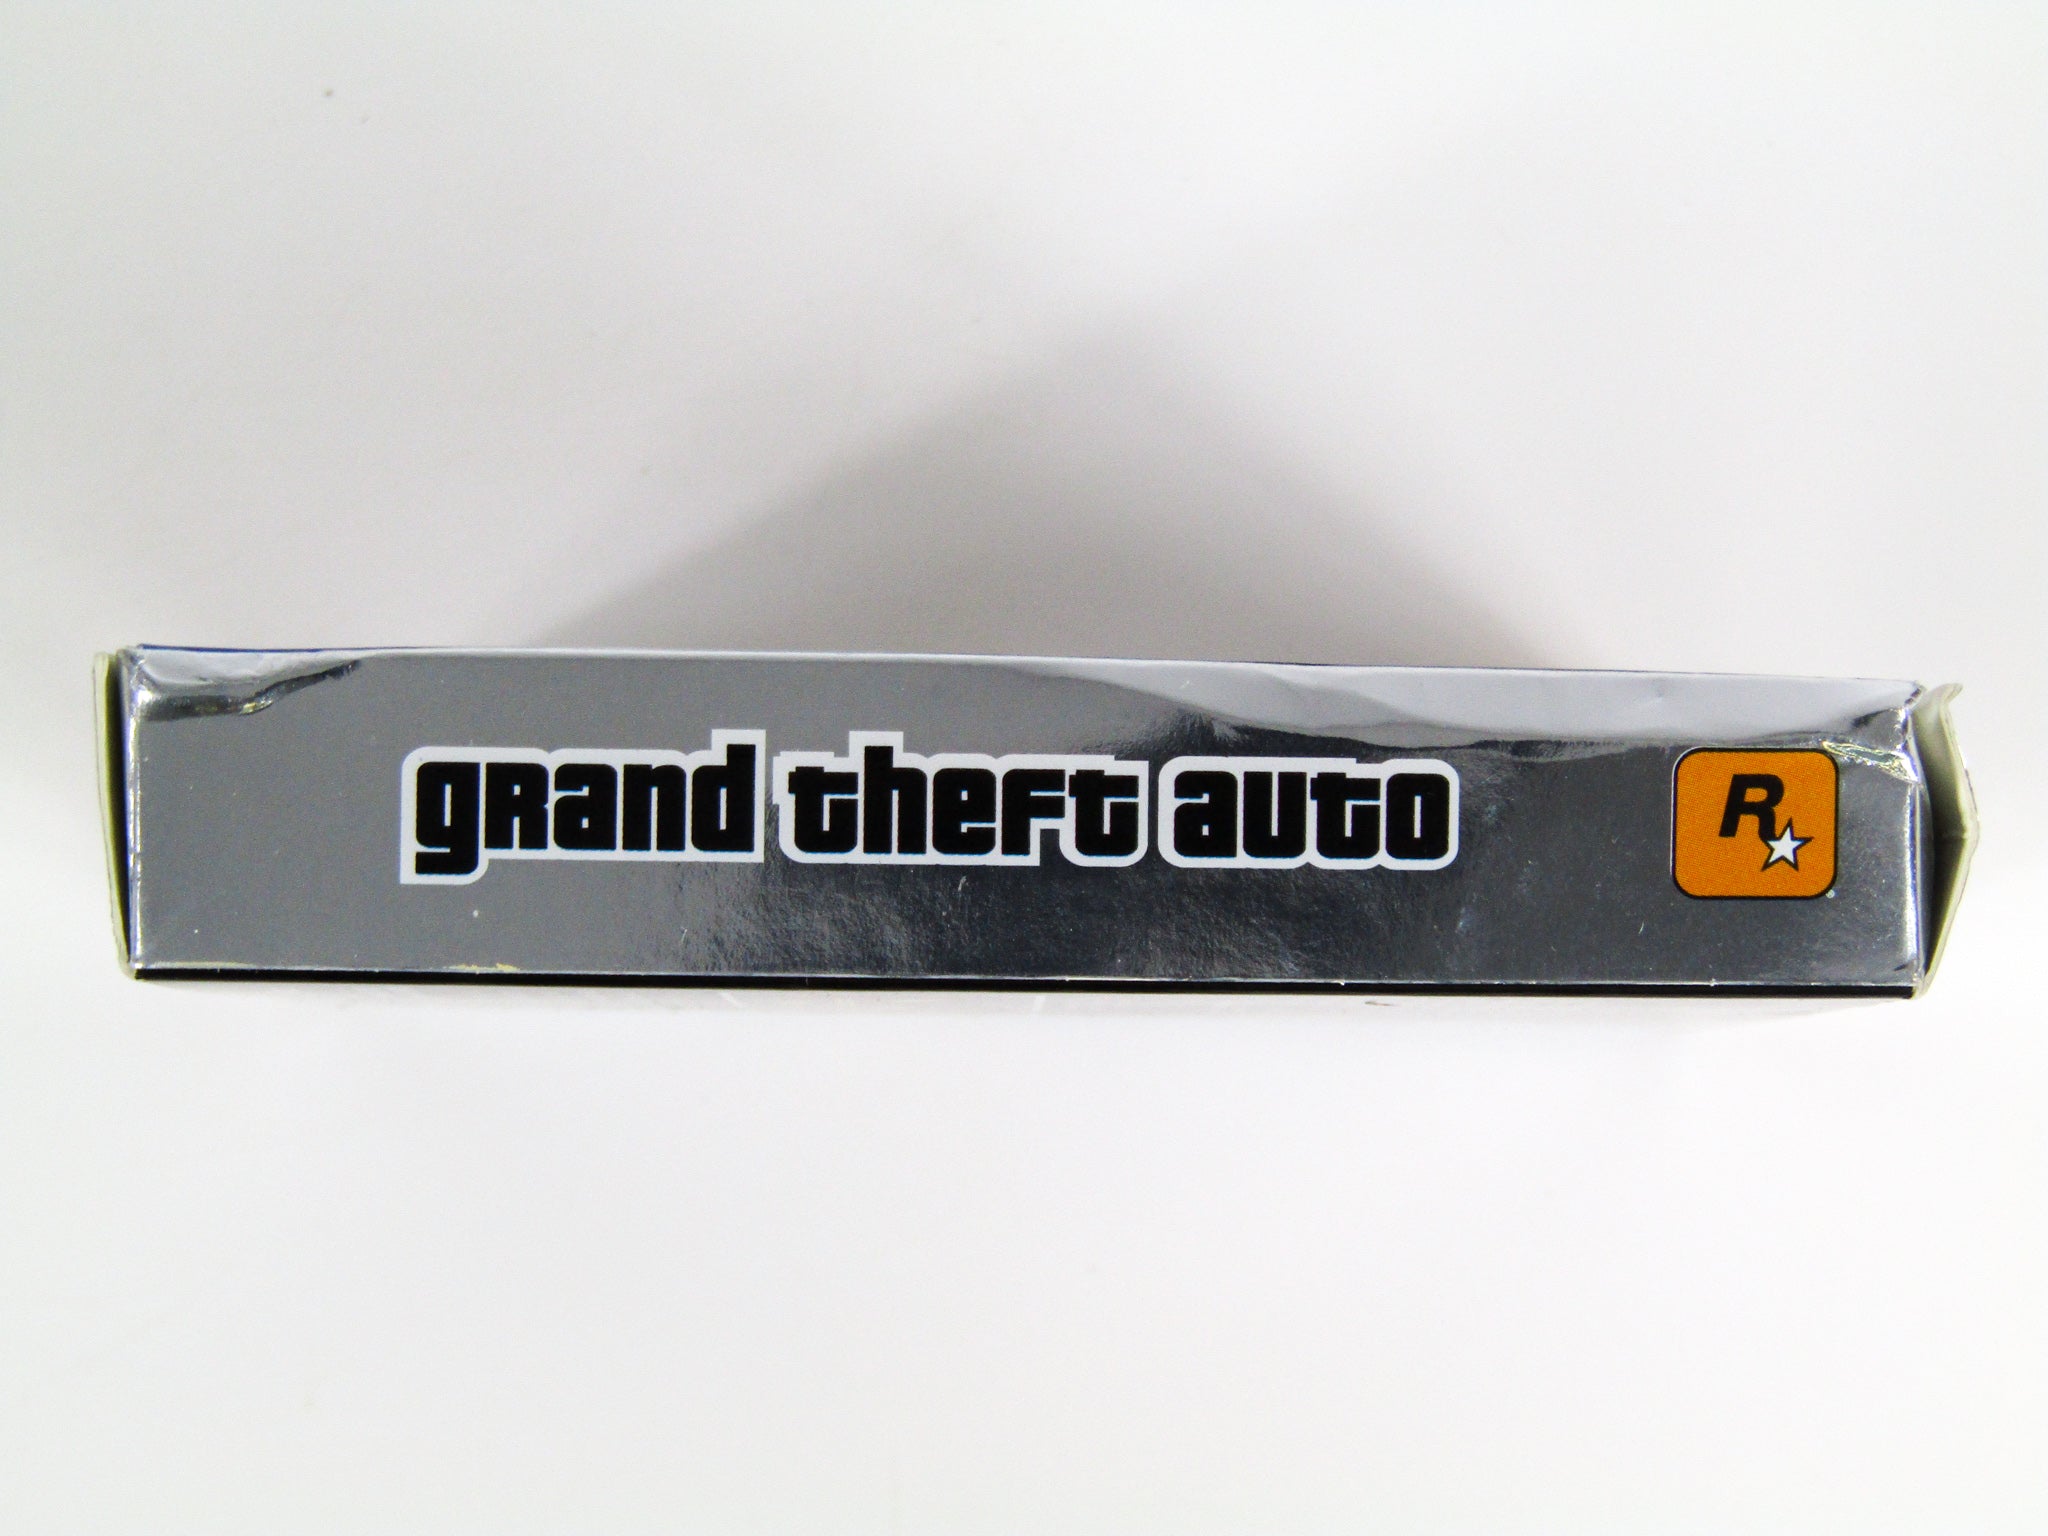 grand theft auto
R